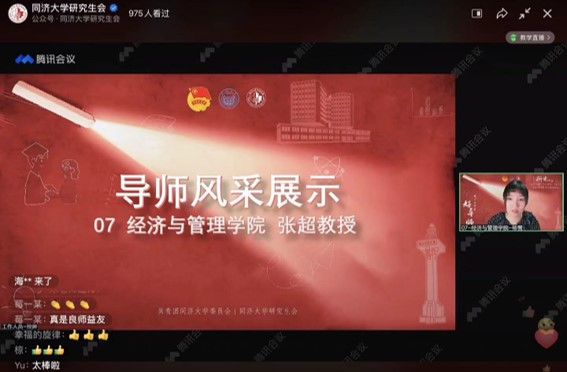 同济大学研究生会
975人看过
公众号·同济大学研究生会
教学直播
腾讯会议
导师风采展示
07 经济与管理学院 张超教授
共青团同济大学委员会 | 同济大学研究生会
海** 来了
莓一某：👏👏👏
莓一某：真是良师益友
幸福的旋律：👍👍👍
椋：👍👍👍
Yu：太棒啦